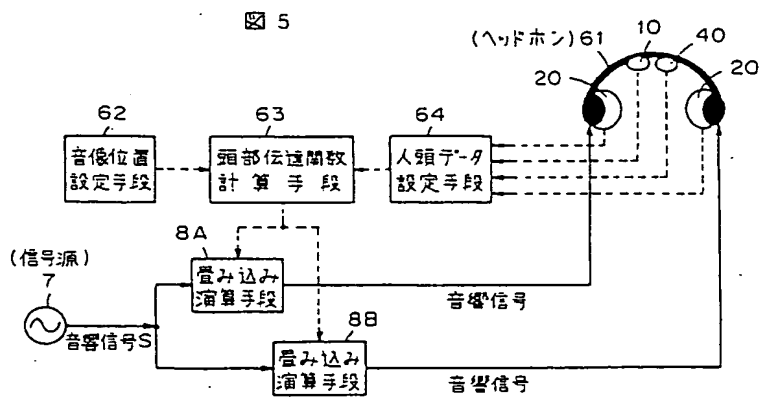 図 5
(ヘッドホン) 61
10
40
20
20
62
63
64
音像位置
設定手段
頭部伝達関数
計算手段
人頭データ
設定手段
8A
(信号源)
7
畳み込み
演算手段
音響信号
音響信号S
8B
畳み込み
演算手段
音響信号